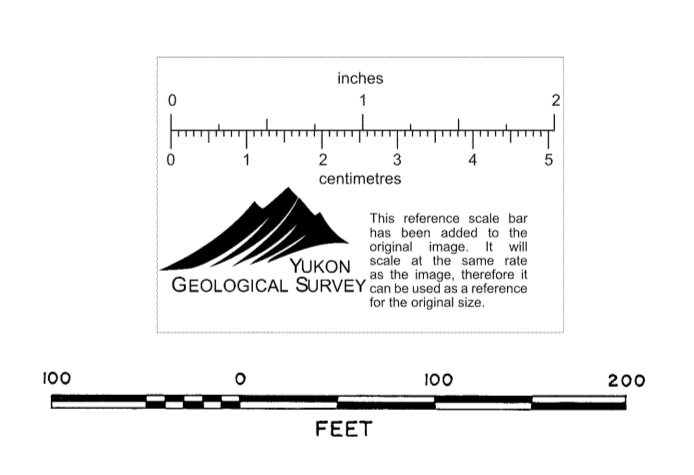 inches
0 1 2
0 1 2 3 4 5
centimetres
This reference scale bar
has been added to the
original image. It will
scale at the same rate
as the image, therefore it
can be used as a reference
for the original size.
YUKON
GEOLOGICAL SURVEY
100 0 100 200
FEET